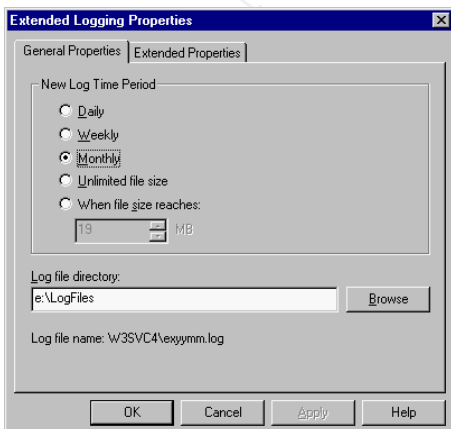 Extended Logging Properties
General Properties
Extended Properties
New Log Time Period
Daily
Weekly
Monthly
Unlimited file size
When file size reaches:
19 MB
Log file directory:
e:\LogFiles
Browse
Log file name: W3SVC4\exyymm.log
OK
Cancel
Apply
Help